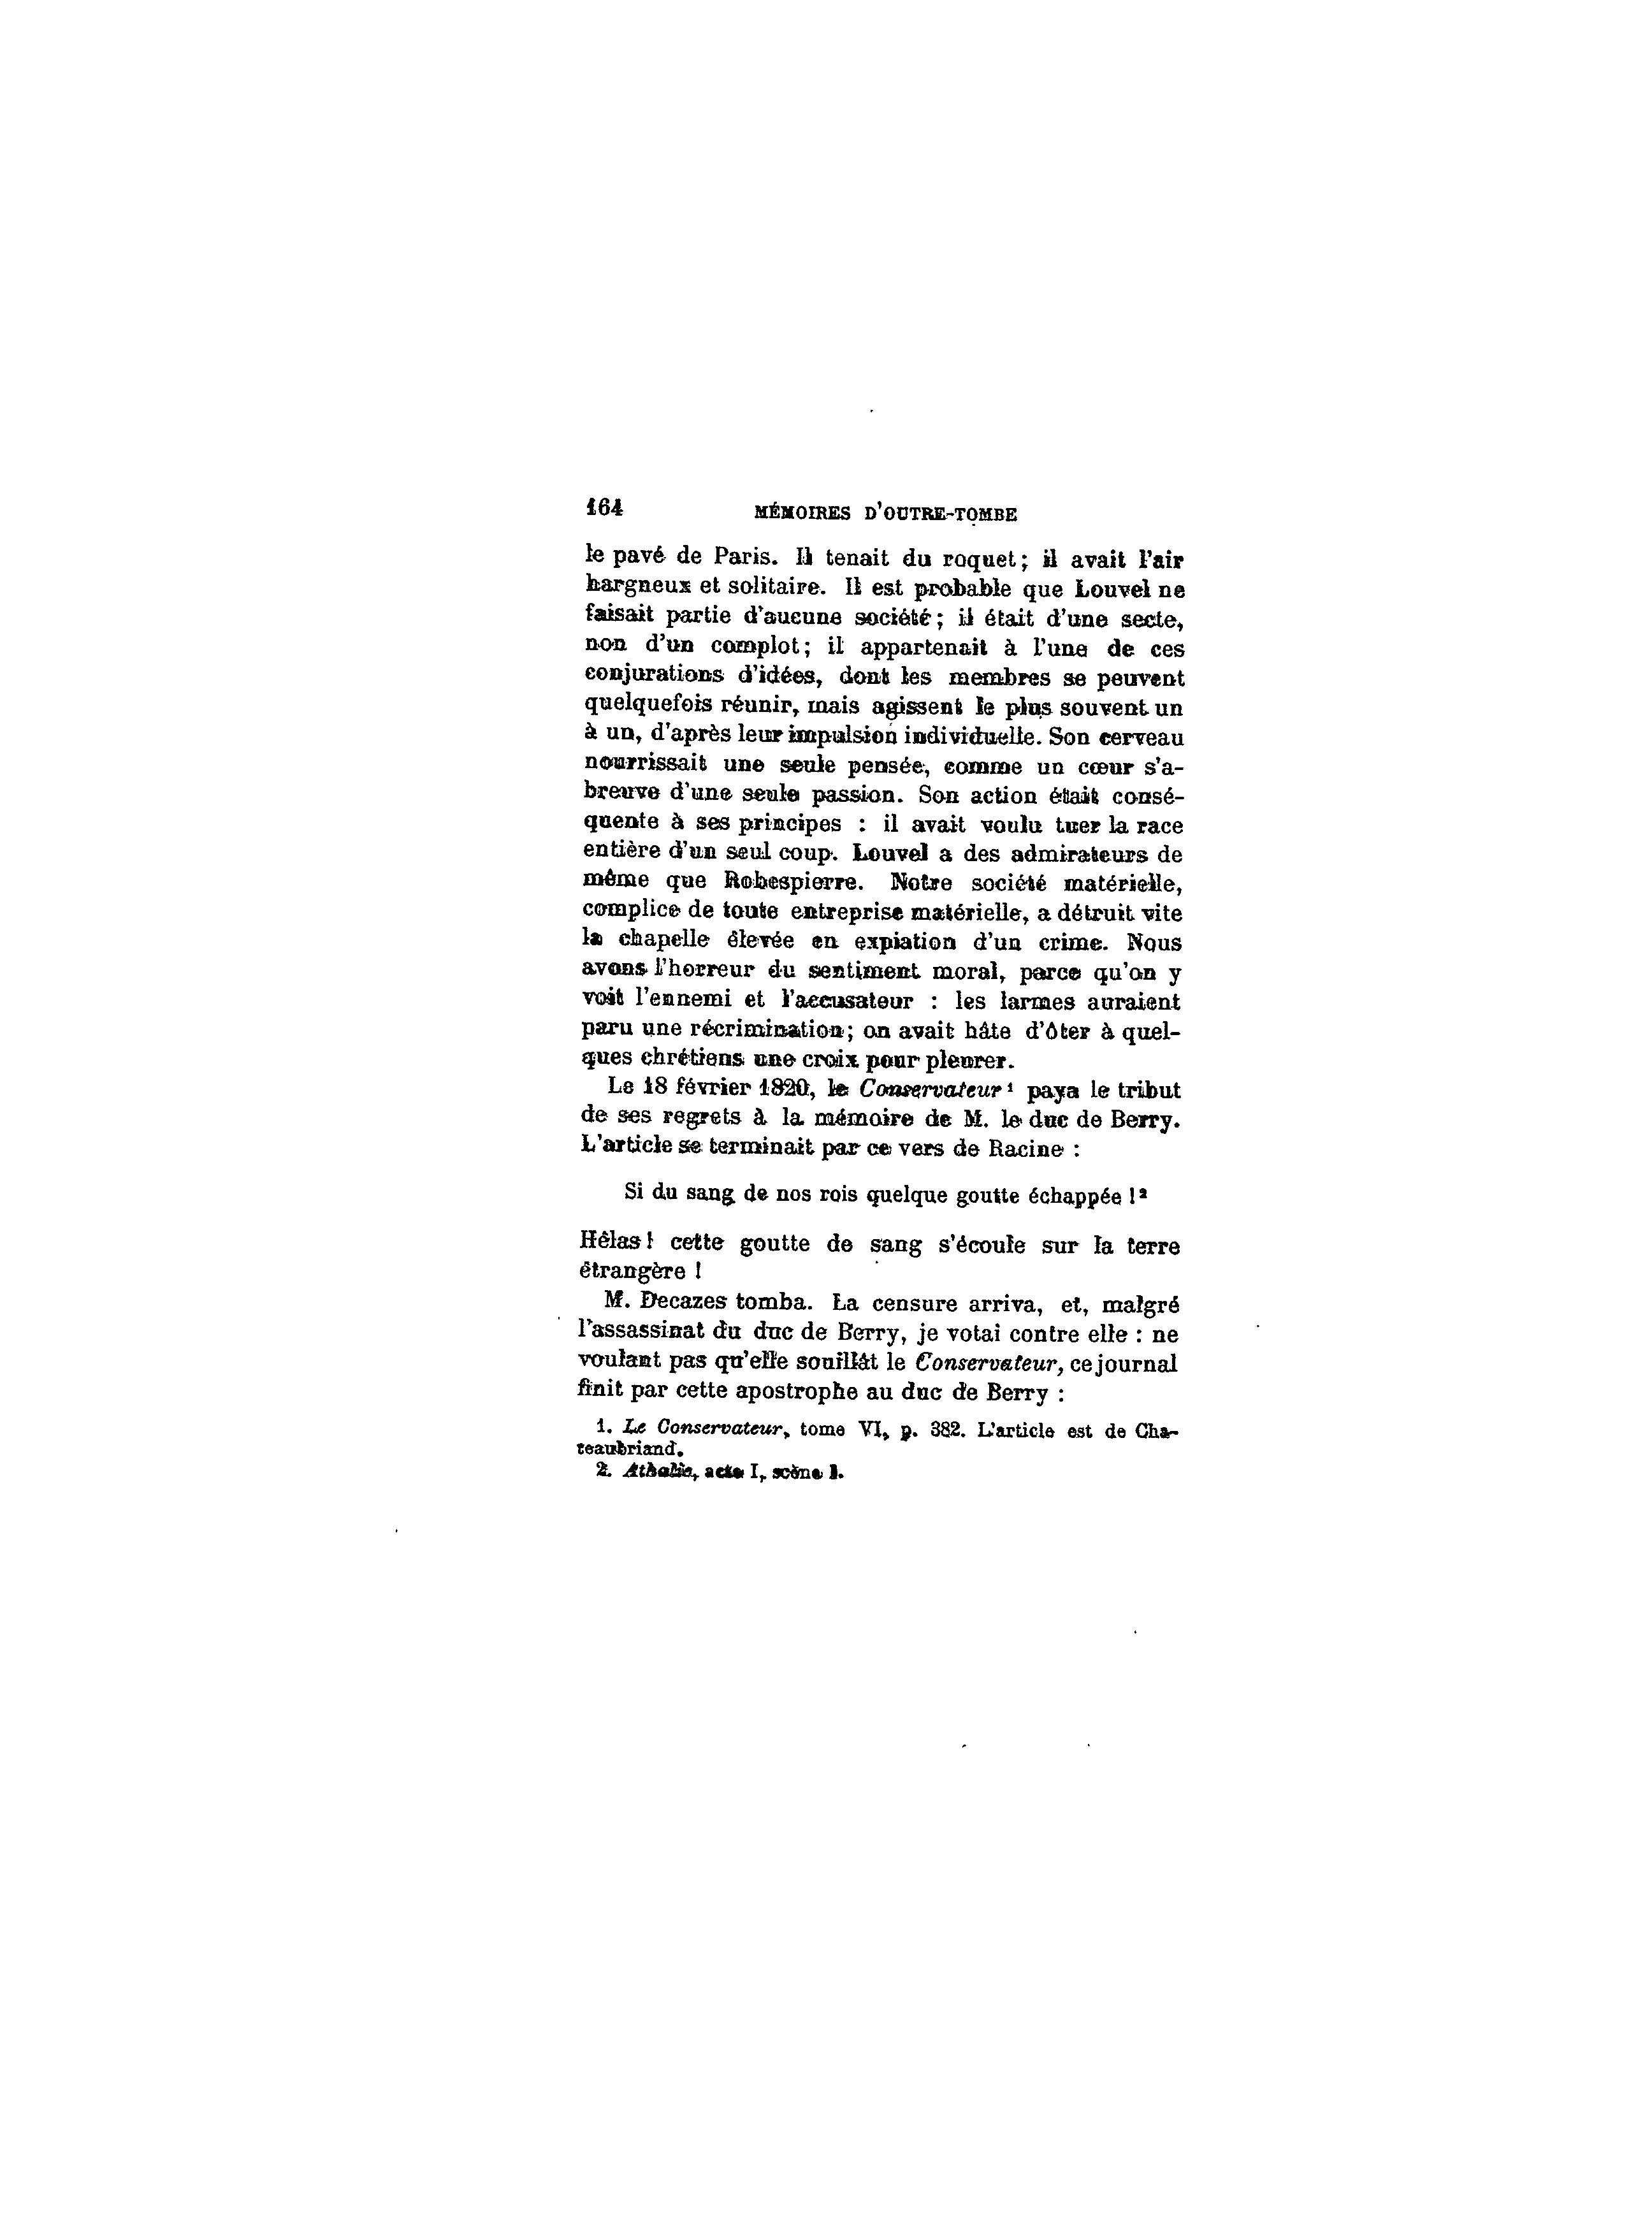 164 MÉMOIRES D'OUTRE-TOMBE
le pavé de Paris. Il tenait du roquet; il avait l'air
hargneux et solitaire. Il est probable que Louvel ne
faisait partie d'aucune société; il était d'une secte,
non d'un complot; il appartenait à l'une de ces
conjurations d'idées, dont les membres se peuvent
quelquefois réunir, mais agissent le plus souvent un
à un, d'après leur impulsion individuelle. Son cerveau
nourrissait une seule pensée, comme un cœur s'a-
breuve d'une seule passion. Son action était consé-
quente à ses principes : il avait voulu tuer la race
entière d'un seul coup. Louvel a des admirateurs de
même que Robespierre. Notre société matérielle,
complice de toute entreprise matérielle, a détruit vite
la chapelle élevée en expiation d'un crime. Nous
avons l'horreur du sentiment moral, parce qu'on y
voit l'ennemi et l'accusateur : les larmes auraient
paru une récrimination; on avait hâte d'ôter à quel-
ques chrétiens une croix pour pleurer.
Le 18 février 1820, le Conservateur¹ paya le tribut
de ses regrets à la mémoire de M. le duc de Berry.
L'article se terminait par ce vers de Racine :
Si du sang de nos rois quelque goutte échappée !²
Hélas! cette goutte de sang s'écoule sur la terre
étrangère !
M. Decazes tomba. La censure arriva, et, malgré
l'assassinat du duc de Berry, je votai contre elle : ne
voulant pas qu'elle souillât le Conservateur, ce journal
finit par cette apostrophe au duc de Berry :
1. Le Conservateur, tome VI, p. 382. L'article est de Cha-
teaubriand.
2. Athalie, acte I, scène 1.